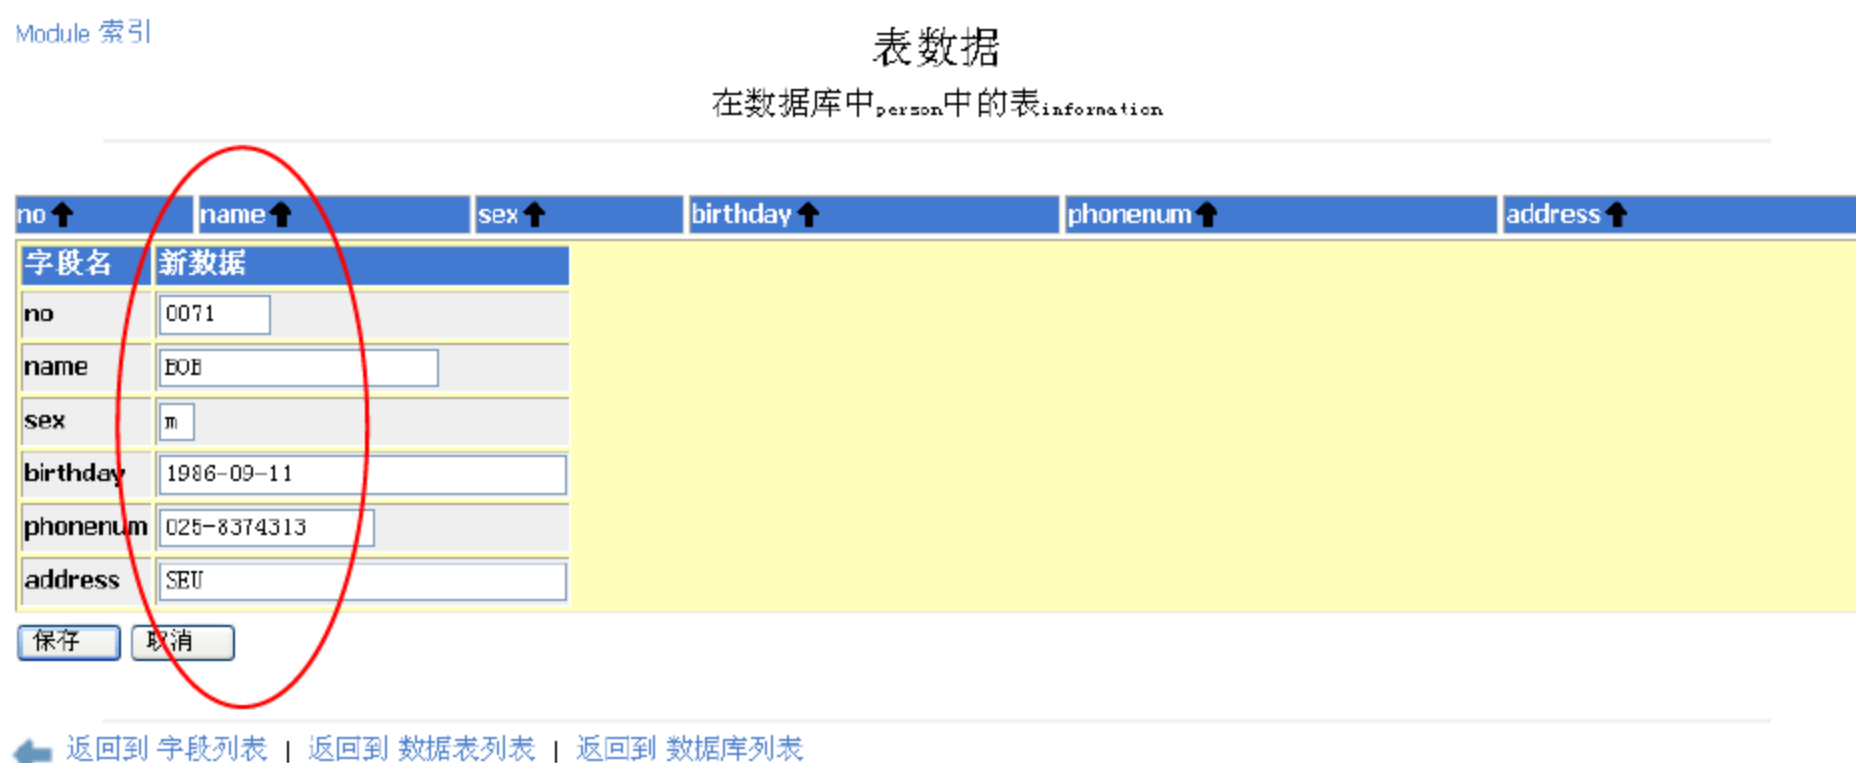 Module 索引
表数据
在数据库中person中的表information
no name sex birthday phonenum address
字段名 新数据
no 0071
name BOB
sex m
birthday 1986-09-11
phonenum 025-8374313
address SEU
保存 取消
返回到 字段列表 | 返回到 数据表列表 | 返回到 数据库列表